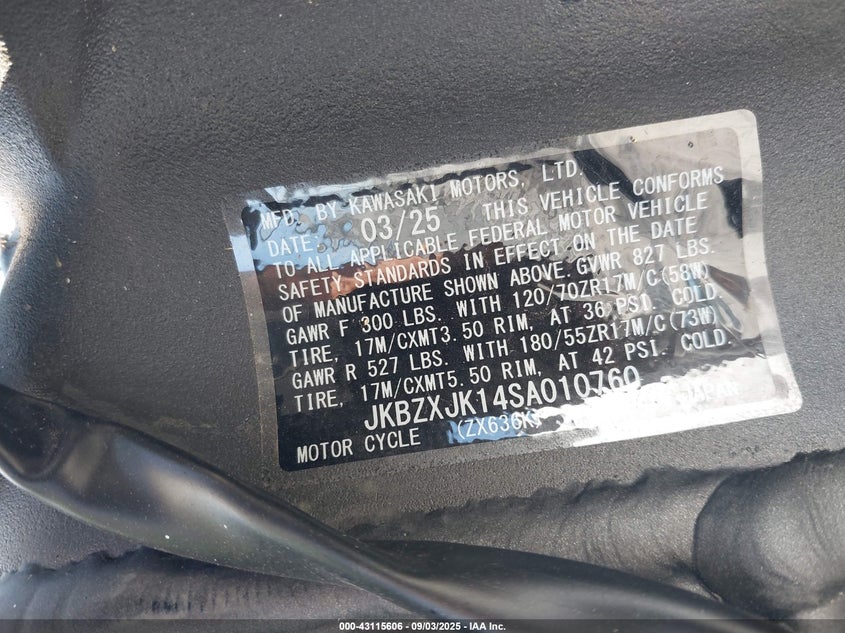 MFD. BY KAWASAKI MOTORS, LTD.
DATE: 03/25 THIS VEHICLE CONFORMS
TO ALL APPLICABLE FEDERAL MOTOR VEHICLE
SAFETY STANDARDS IN EFFECT ON THE DATE
OF MANUFACTURE SHOWN ABOVE. GVWR 827 LBS.
GAWR F 300 LBS. WITH 120/70ZR17M/C(58W)
TIRE, 17M/CXMT3.50 RIM, AT 36 PSI. COLD.
GAWR R 527 LBS. WITH 180/55ZR17M/C(73W)
TIRE, 17M/CXMT5.50 RIM, AT 42 PSI. COLD.
JKBZXJK14SA010760
MOTOR CYCLE (ZX636K) JAPAN
000-43115606 - 09/03/2025 - IAA Inc.